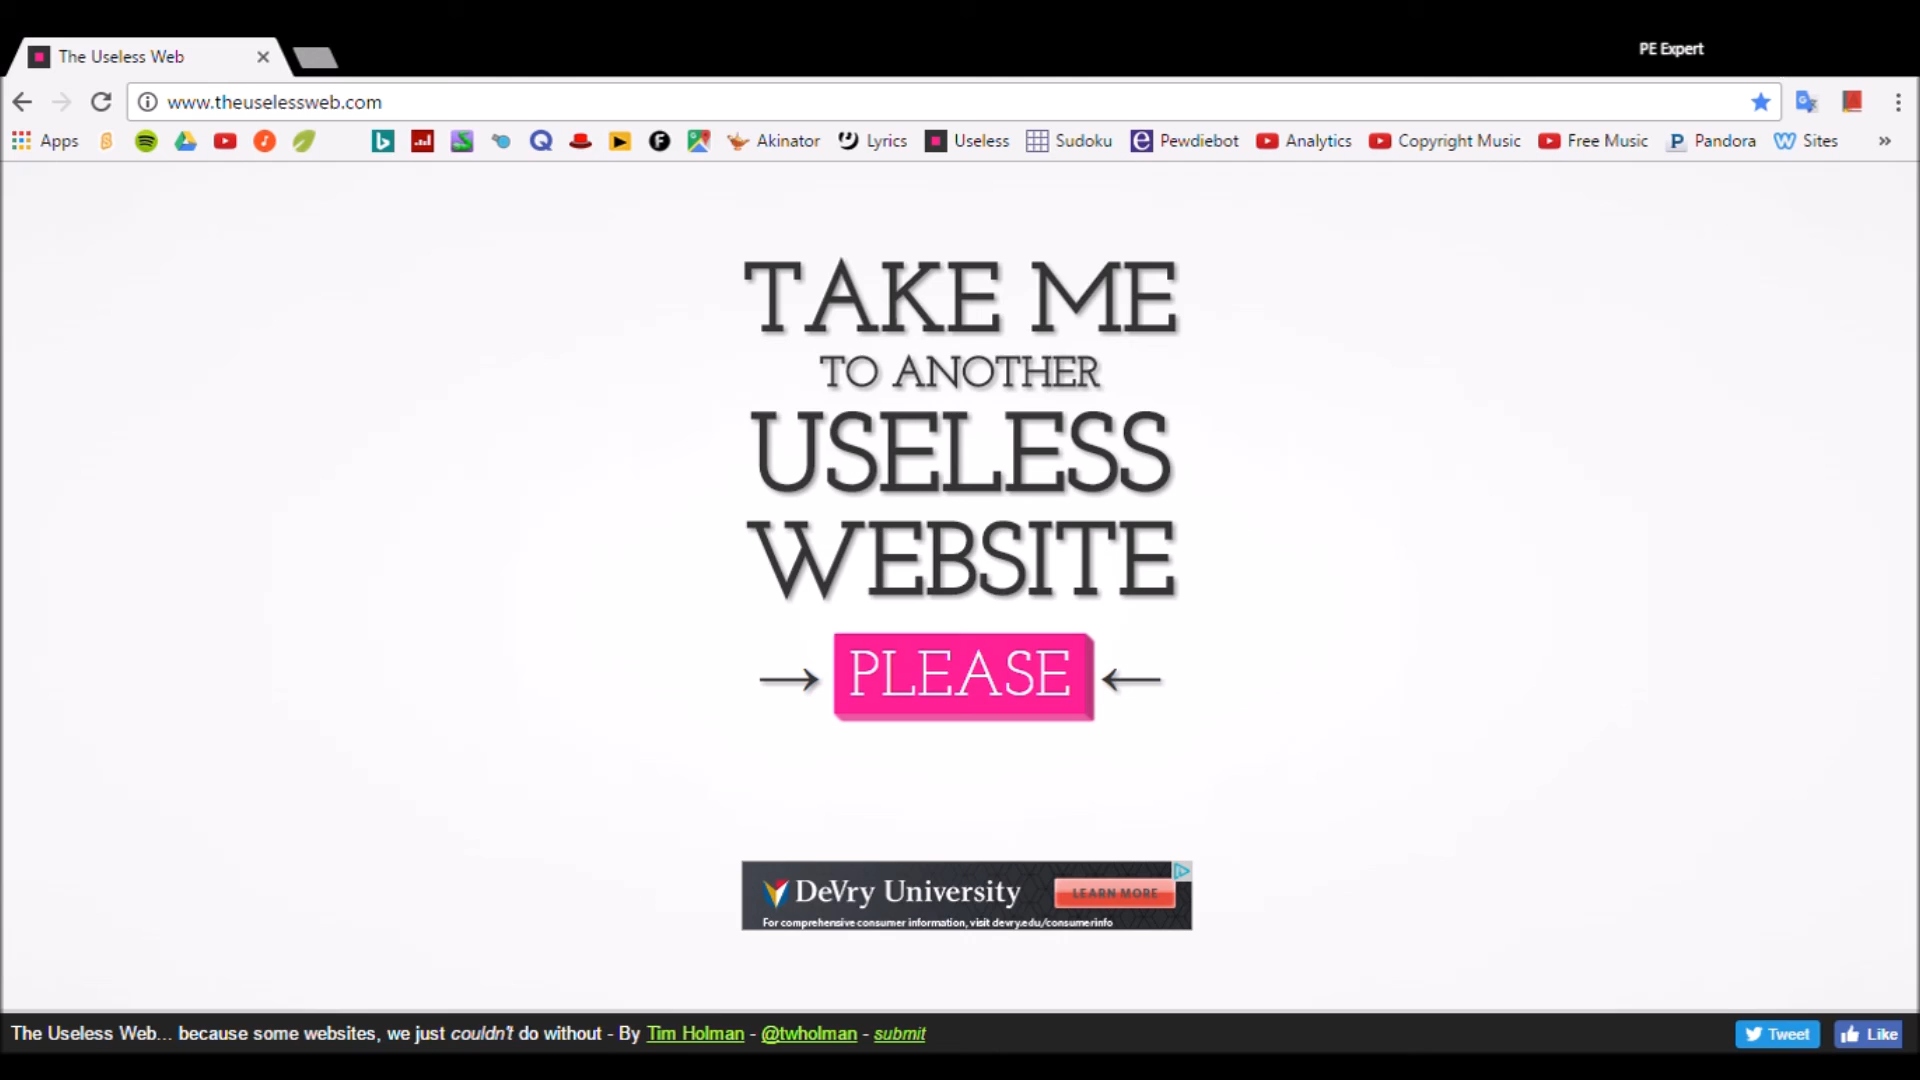 The Useless Web
PE Expert
www.theuselessweb.com
Apps Akinator Lyrics Useless Sudoku Pewdiebot Analytics Copyright Music Free Music Pandora Sites »
TAKE ME
TO ANOTHER
USELESS
WEBSITE
→ PLEASE ←
DeVry University LEARN MORE
For comprehensive consumer information, visit devry.edu/consumerinfo
The Useless Web... because some websites, we just couldn't do without - By Tim Holman - @twholman - submit Tweet Like